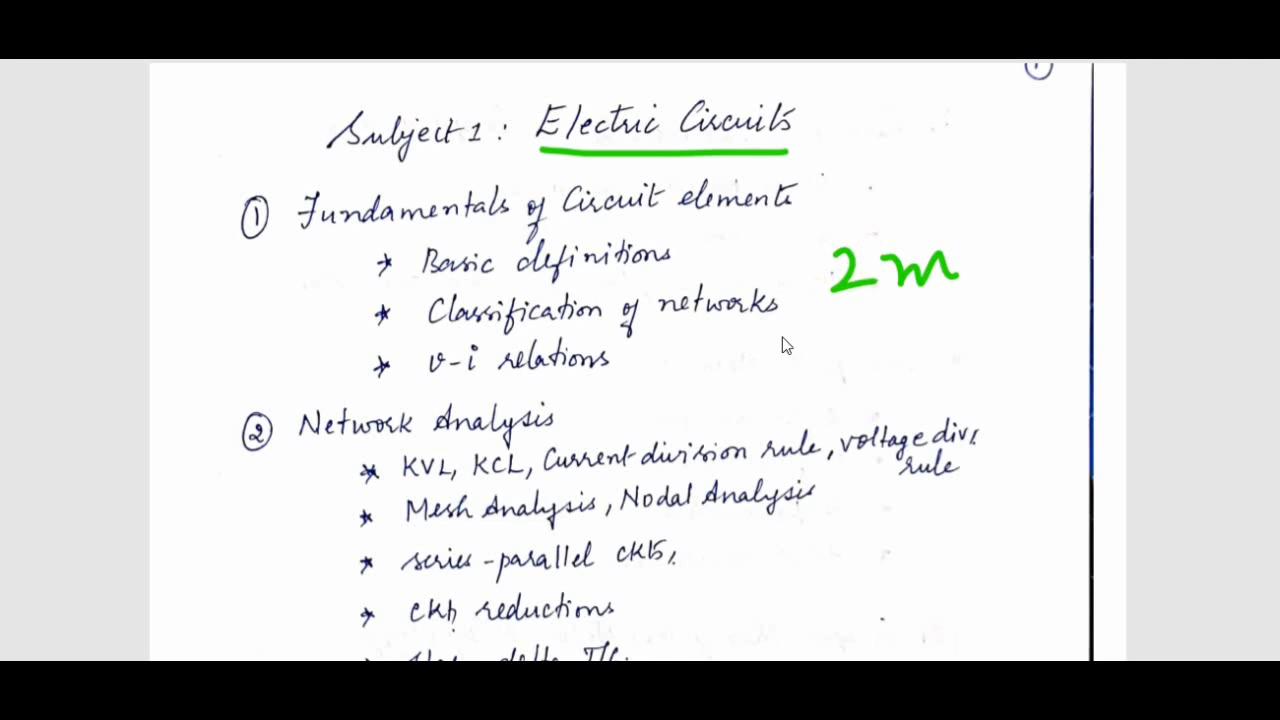 Subject 1: Electric Circuits
① Fundamentals of Circuit elements
* Basic definitions
2 m
* Classification of networks
* v-i relations
② Network Analysis
* KVL, KCL, Current division rule, voltage div. rule
* Mesh Analysis, Nodal Analysis
* series-parallel ckts.
* ckt. reductions